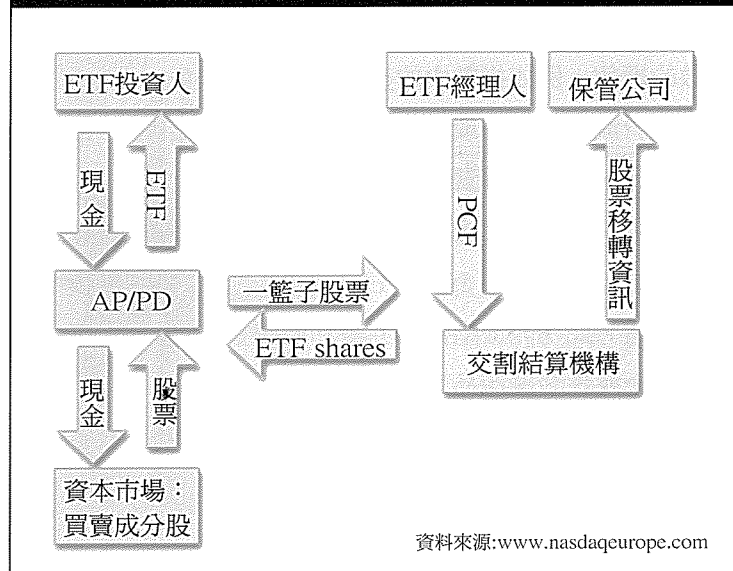 ETF投資人
ETF經理人
保管公司
現金
ETF
PCF
股票移轉資訊
AP/PD
一籃子股票
ETF shares
交割結算機構
現金
股票
資本市場：
買賣成分股
資料來源:www.nasdaqeurope.com